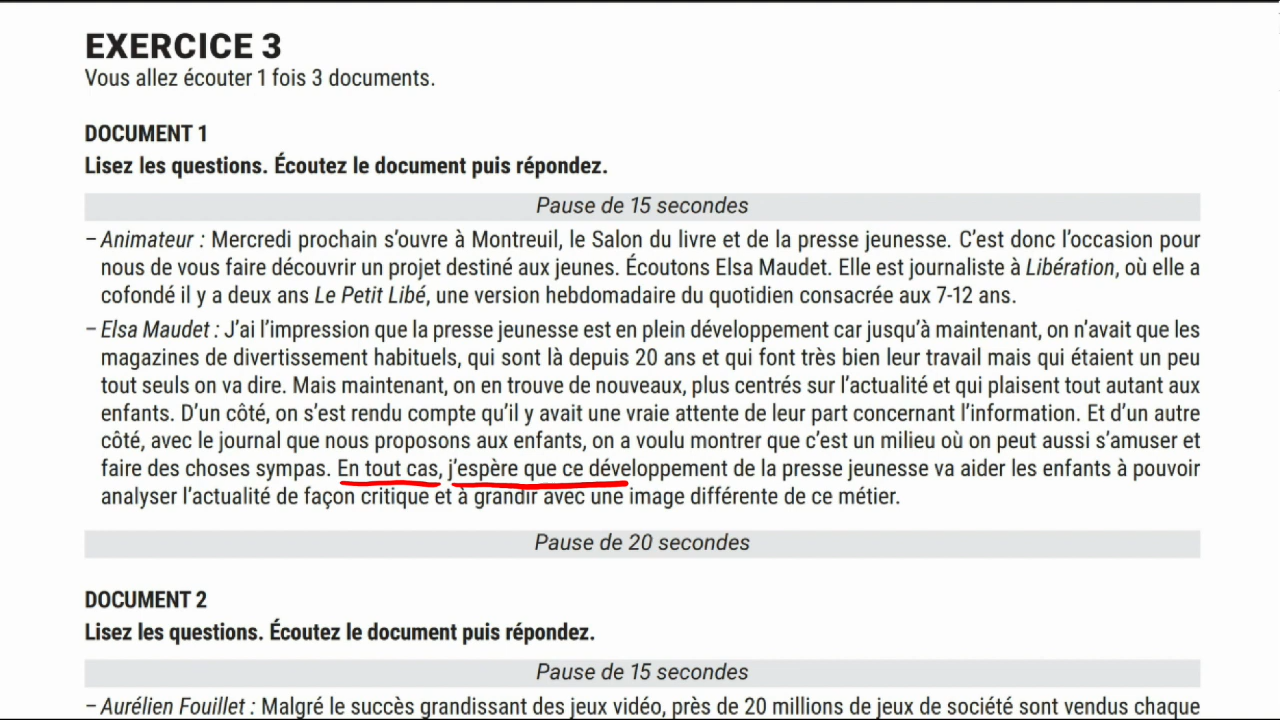 EXERCICE 3
Vous allez écouter 1 fois 3 documents.
DOCUMENT 1
Lisez les questions. Écoutez le document puis répondez.
Pause de 15 secondes
– Animateur : Mercredi prochain s’ouvre à Montreuil, le Salon du livre et de la presse jeunesse. C’est donc l’occasion pour
nous de vous faire découvrir un projet destiné aux jeunes. Écoutons Elsa Maudet. Elle est journaliste à Libération, où elle a
cofondé il y a deux ans Le Petit Libé, une version hebdomadaire du quotidien consacrée aux 7-12 ans.
– Elsa Maudet : J’ai l’impression que la presse jeunesse est en plein développement car jusqu’à maintenant, on n’avait que les
magazines de divertissement habituels, qui sont là depuis 20 ans et qui font très bien leur travail mais qui étaient un peu
tout seuls on va dire. Mais maintenant, on en trouve de nouveaux, plus centrés sur l’actualité et qui plaisent tout autant aux
enfants. D’un côté, on s’est rendu compte qu’il y avait une vraie attente de leur part concernant l’information. Et d’un autre
côté, avec le journal que nous proposons aux enfants, on a voulu montrer que c’est un milieu où on peut aussi s’amuser et
faire des choses sympas. En tout cas, j’espère que ce développement de la presse jeunesse va aider les enfants à pouvoir
analyser l’actualité de façon critique et à grandir avec une image différente de ce métier.
Pause de 20 secondes
DOCUMENT 2
Lisez les questions. Écoutez le document puis répondez.
Pause de 15 secondes
– Aurélien Fouillet : Malgré le succès grandissant des jeux vidéo, près de 20 millions de jeux de société sont vendus chaque